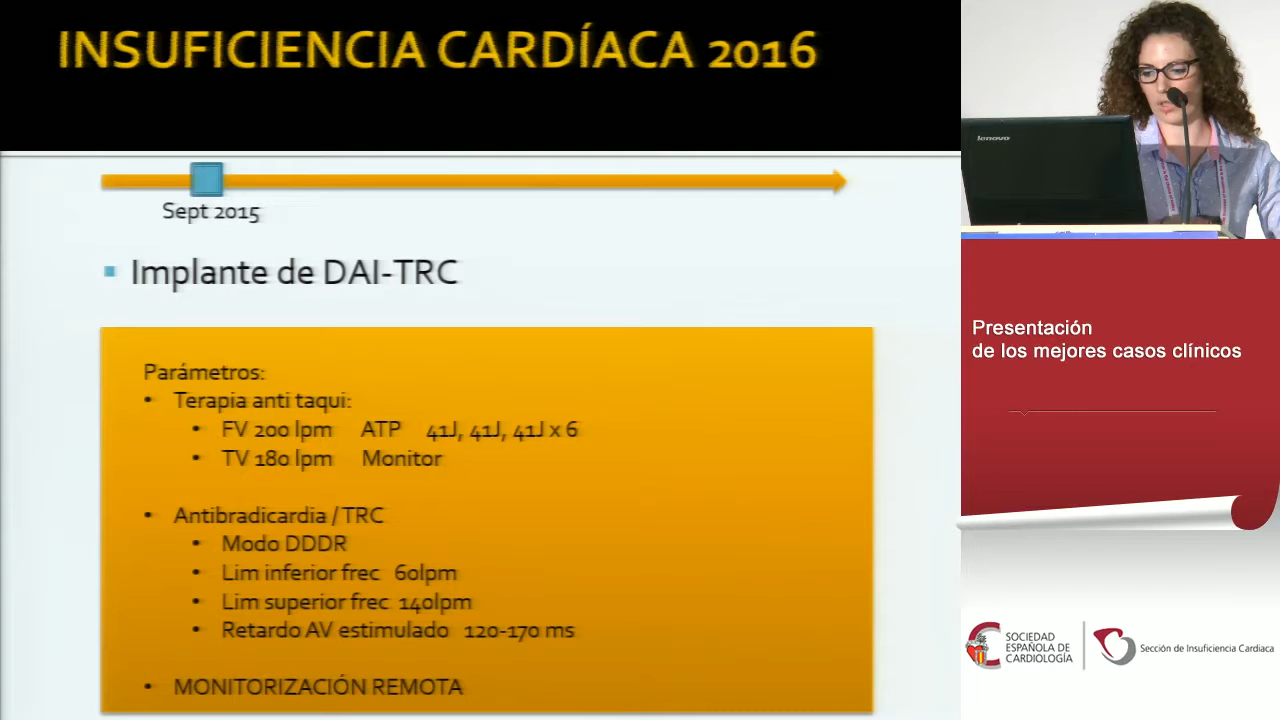 INSUFICIENCIA CARDÍACA 2016
Sept 2015
Implante de DAI-TRC
Parámetros:
• Terapia anti taqui:
• FV 200 lpm ATP 41J, 41J, 41J x 6
• TV 180 lpm Monitor
• Antibradicardia / TRC
• Modo DDDR
• Lim inferior frec 60lpm
• Lim superior frec 140lpm
• Retardo AV estimulado 120-170 ms
• MONITORIZACIÓN REMOTA
lenovo
Presentación
de los mejores casos clínicos
SOCIEDAD
ESPAÑOLA DE
CARDIOLOGÍA
Sección de Insuficiencia Cardiaca